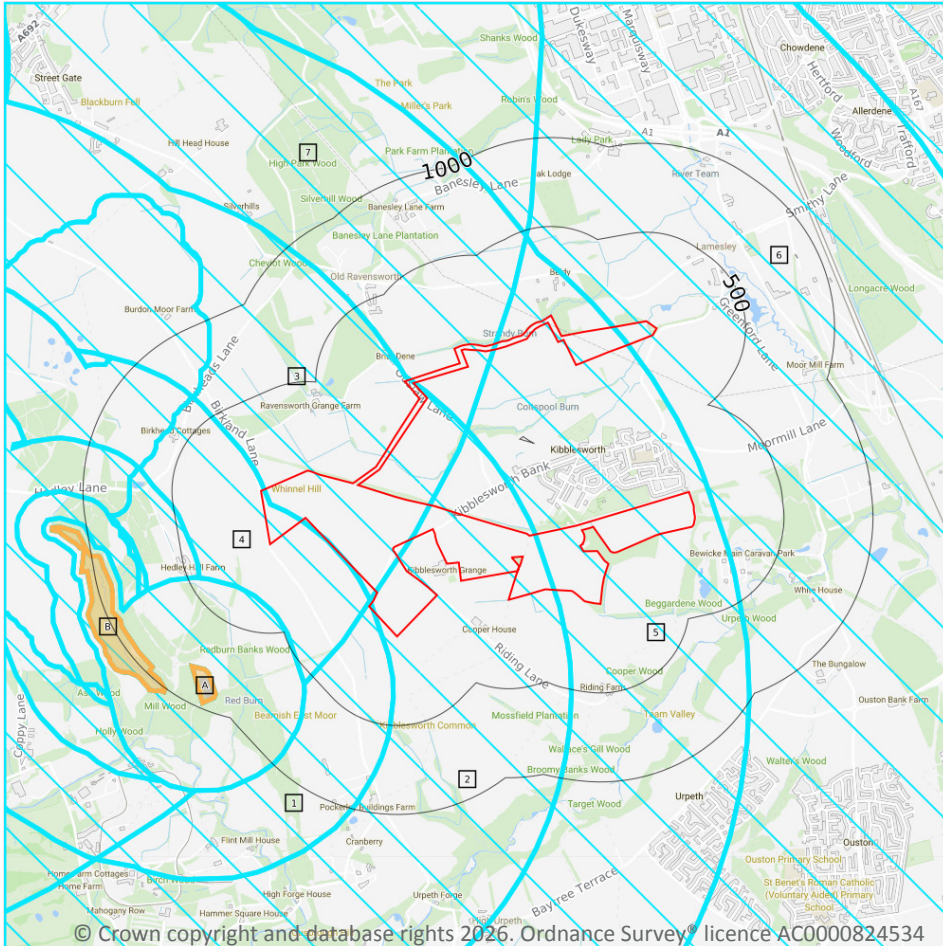 A692
Shanks Wood
Dukesway
Marquisway
Chowdene
Street Gate
The Park
Hertford
A167
Blackburn Fell
Miller's Park
Robin's Wood
Allerdene
Trafford
Hill Head House
Lady Park
A1
A1
Woodford
7
Park Farm Plantation
High Park Wood
1000
Oak Lodge
River Team
Banesley Lane
Smithy Lane
Silverhills
Silverhill Wood
Banesley Lane Farm
Banesley Lane Plantation
Lamesley
6
Cheviot Wood
Old Ravensworth
Beldy
500
Longacre Wood
Burdon Moor Farm
Greenford Lane
Strandy Burn
Birkheads Lane
Moor Mill Farm
3
Ravensworth Grange Farm
Conspool Burn
Birkland Lane
Birkhead Cottages
Moormill Lane
Kibblesworth
Hedley Lane
Whinnel Hill
Kibblesworth Bank
4
Bewicke Main Caravan Park
Hedley Hall Farm
Kibblesworth Grange
White House
Beggardene Wood
B
Cooper House
5
Urpeth Wood
Redburn Banks Wood
Riding Lane
The Bungalow
A
Cooper Wood
Red Burn
Riding Farm
Ouston Bank Farm
Mill Wood
Beamish East Moor
Mossfield Plantation
Team Valley
Kibblesworth Common
Coppy Lane
Holly Wood
Wallace's Gill Wood
Walter's Wood
Broomy Banks Wood
2
1
Pockerley Buildings Farm
Target Wood
Urpeth
Flint Mill House
Cranberry
Ouston
Ouston Primary School
Home Farm Cottages
Home Farm
Birch Wood
Baytree Terrace
St Benet's Roman Catholic
(Voluntary Aided) Primary
School
High Forge House
Urpeth Forge
Mahogany Row
Hammer Square House
High Urpeth
© Crown copyright and database rights 2026. Ordnance Survey® licence AC0000824534